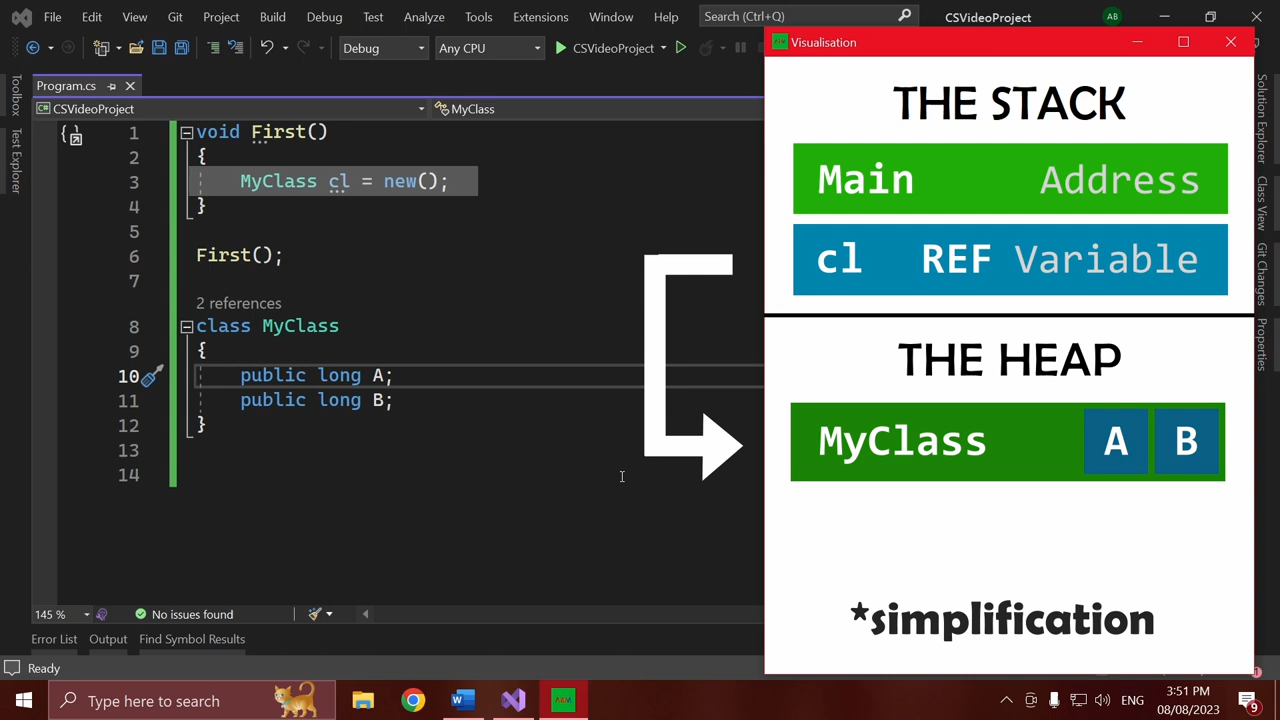 File Edit View Git Project Build Debug Test Analyze Tools Extensions Window Help Search (Ctrl+Q) CSVideoProject AB
Debug Any CPU CSVideoProject
Visualisation
Toolbox
Test Explorer
Program.cs
CSVideoProject MyClass
1 void First()
2 {
3 MyClass cl = new();
4 }
5
6 First();
7
2 references
8 class MyClass
9 {
10 public long A;
11 public long B;
12 }
13
14
THE STACK
Main Address
cl REF Variable
THE HEAP
MyClass A B
*simplification
Solution Explorer
Class View
Git Changes
Properties
145 % No issues found
Error List Output Find Symbol Results
Ready 1
Type here to search
ENG
3:51 PM
08/08/2023
9